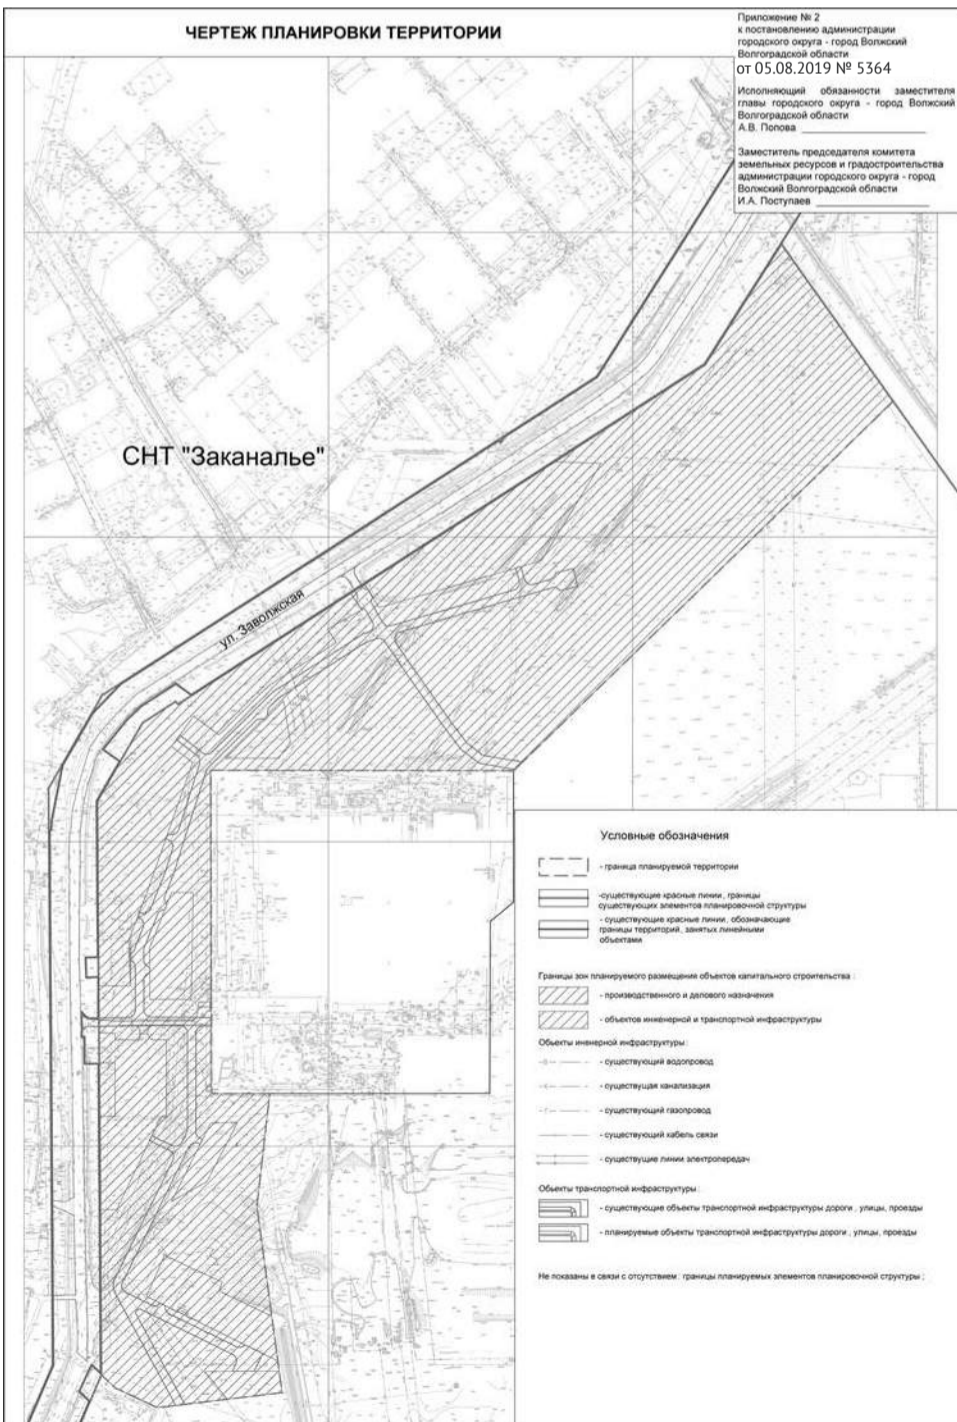 ЧЕРТЕЖ ПЛАНИРОВКИ ТЕРРИТОРИИ
Приложение № 2
к постановлению администрации
городского округа - город Волжский
Волгоградской области
от 05.08.2019 № 5364
Исполняющий обязанности заместителя
главы городского округа - город Волжский
Волгоградской области
А.В. Попова
Заместитель председателя комитета
земельных ресурсов и градостроительства
администрации городского округа - город
Волжский Волгоградской области
И.А. Поступаев
СНТ "Заканалье"
ул. Заволжская
Условные обозначения
- граница планируемой территории
-существующие красные линии, границы
существующих элементов планировочной структуры
- существующие красные линии, обозначающие
границы территорий, занятых линейными
объектами
Границы зон планируемого размещения объектов капитального строительства :
- производственного и делового назначения
- объектов инженерной и транспортной инфраструктуры
Объекты иненерной инфраструктуры:
- существующий водопровод
- существущая канализация
- существующий газопровод
- существующий кабель связи
- существущие линии электропередач
Объекты транспортной инфраструктуры:
- существующие объекты транспортной инфраструктуры дороги , улицы, проезды
- планируемые объекты транспортной инфраструктуры дороги , улицы, проезды
Не показаны в связи с отсутствием: границы планируемых элементов планировочной структуры ;